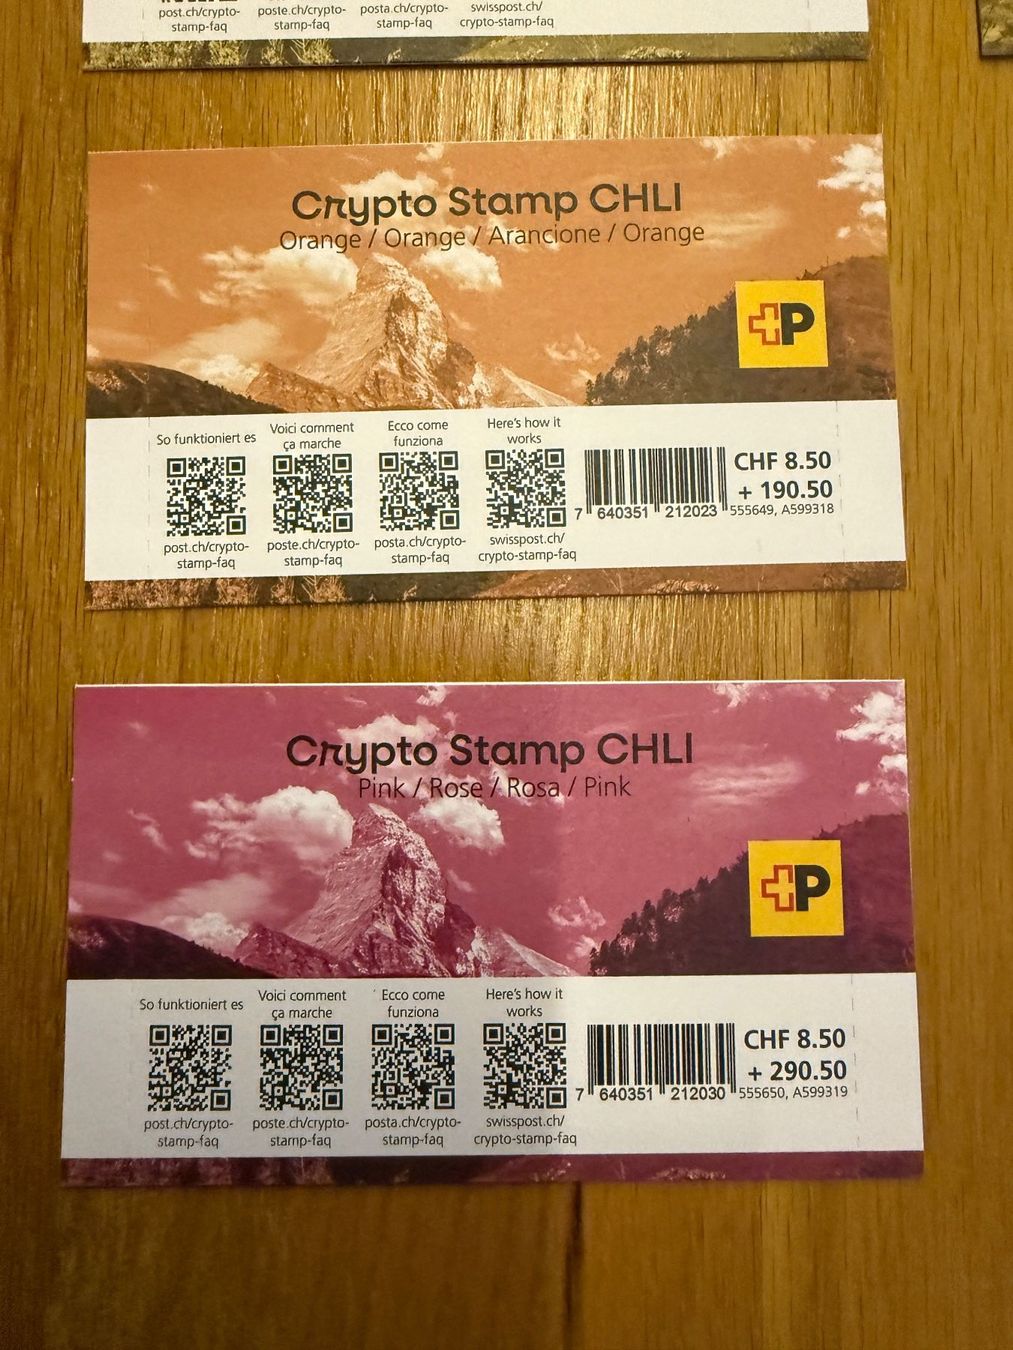 post.ch/crypto-
stamp-faq
poste.ch/crypto-
stamp-faq
posta.ch/crypto-
stamp-faq
swisspost.ch/
crypto-stamp-faq
Crypto Stamp CHLI
Orange / Orange / Arancione / Orange
P
So funktioniert es
post.ch/crypto-
stamp-faq
Voici comment
ça marche
poste.ch/crypto-
stamp-faq
Ecco come
funziona
posta.ch/crypto-
stamp-faq
Here's how it
works
swisspost.ch/
crypto-stamp-faq
7 640351 212023
CHF 8.50
+ 190.50
555649, A599318
Crypto Stamp CHLI
Pink / Rose / Rosa / Pink
P
So funktioniert es
post.ch/crypto-
stamp-faq
Voici comment
ça marche
poste.ch/crypto-
stamp-faq
Ecco come
funziona
posta.ch/crypto-
stamp-faq
Here's how it
works
swisspost.ch/
crypto-stamp-faq
7 640351 212030
CHF 8.50
+ 290.50
555650, A599319